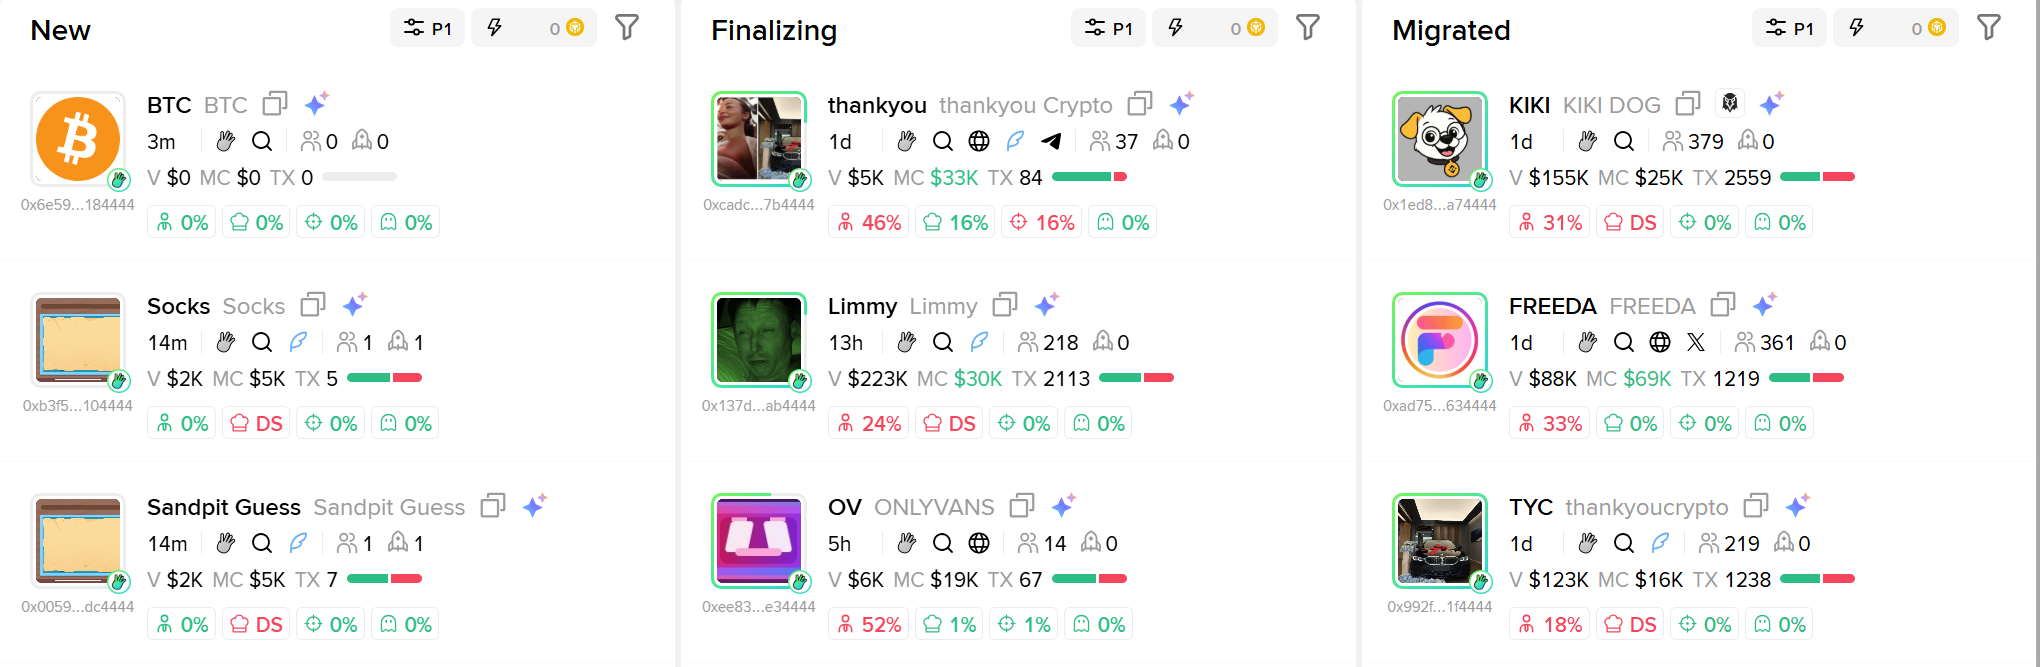 New
P1
0
BTC BTC
3m 0 0
V $0 MC $0 TX 0
0x6e59...184444
0% 0% 0% 0%
Socks Socks
14m 1 1
V $2K MC $5K TX 5
0xb3f5...104444
0% DS 0% 0%
Sandpit Guess Sandpit Guess
14m 1 1
V $2K MC $5K TX 7
0x0059...dc4444
0% DS 0% 0%
Finalizing
P1
0
thankyou thankyou Crypto
1d 37 0
V $5K MC $33K TX 84
0xcadc...7b4444
46% 16% 16% 0%
Limmy Limmy
13h 218 0
V $223K MC $30K TX 2113
0x137d...ab4444
24% DS 0% 0%
OV ONLYVANS
5h 14 0
V $6K MC $19K TX 67
0xee83...e34444
52% 1% 1% 0%
Migrated
P1
0
KIKI KIKI DOG
1d 379 0
V $155K MC $25K TX 2559
0x1ed8...a74444
31% DS 0% 0%
FREEDA FREEDA
1d 361 0
V $88K MC $69K TX 1219
0xad75...634444
33% 0% 0% 0%
TYC thankyoucrypto
1d 219 0
V $123K MC $16K TX 1238
0x992f...1f4444
18% DS 0% 0%